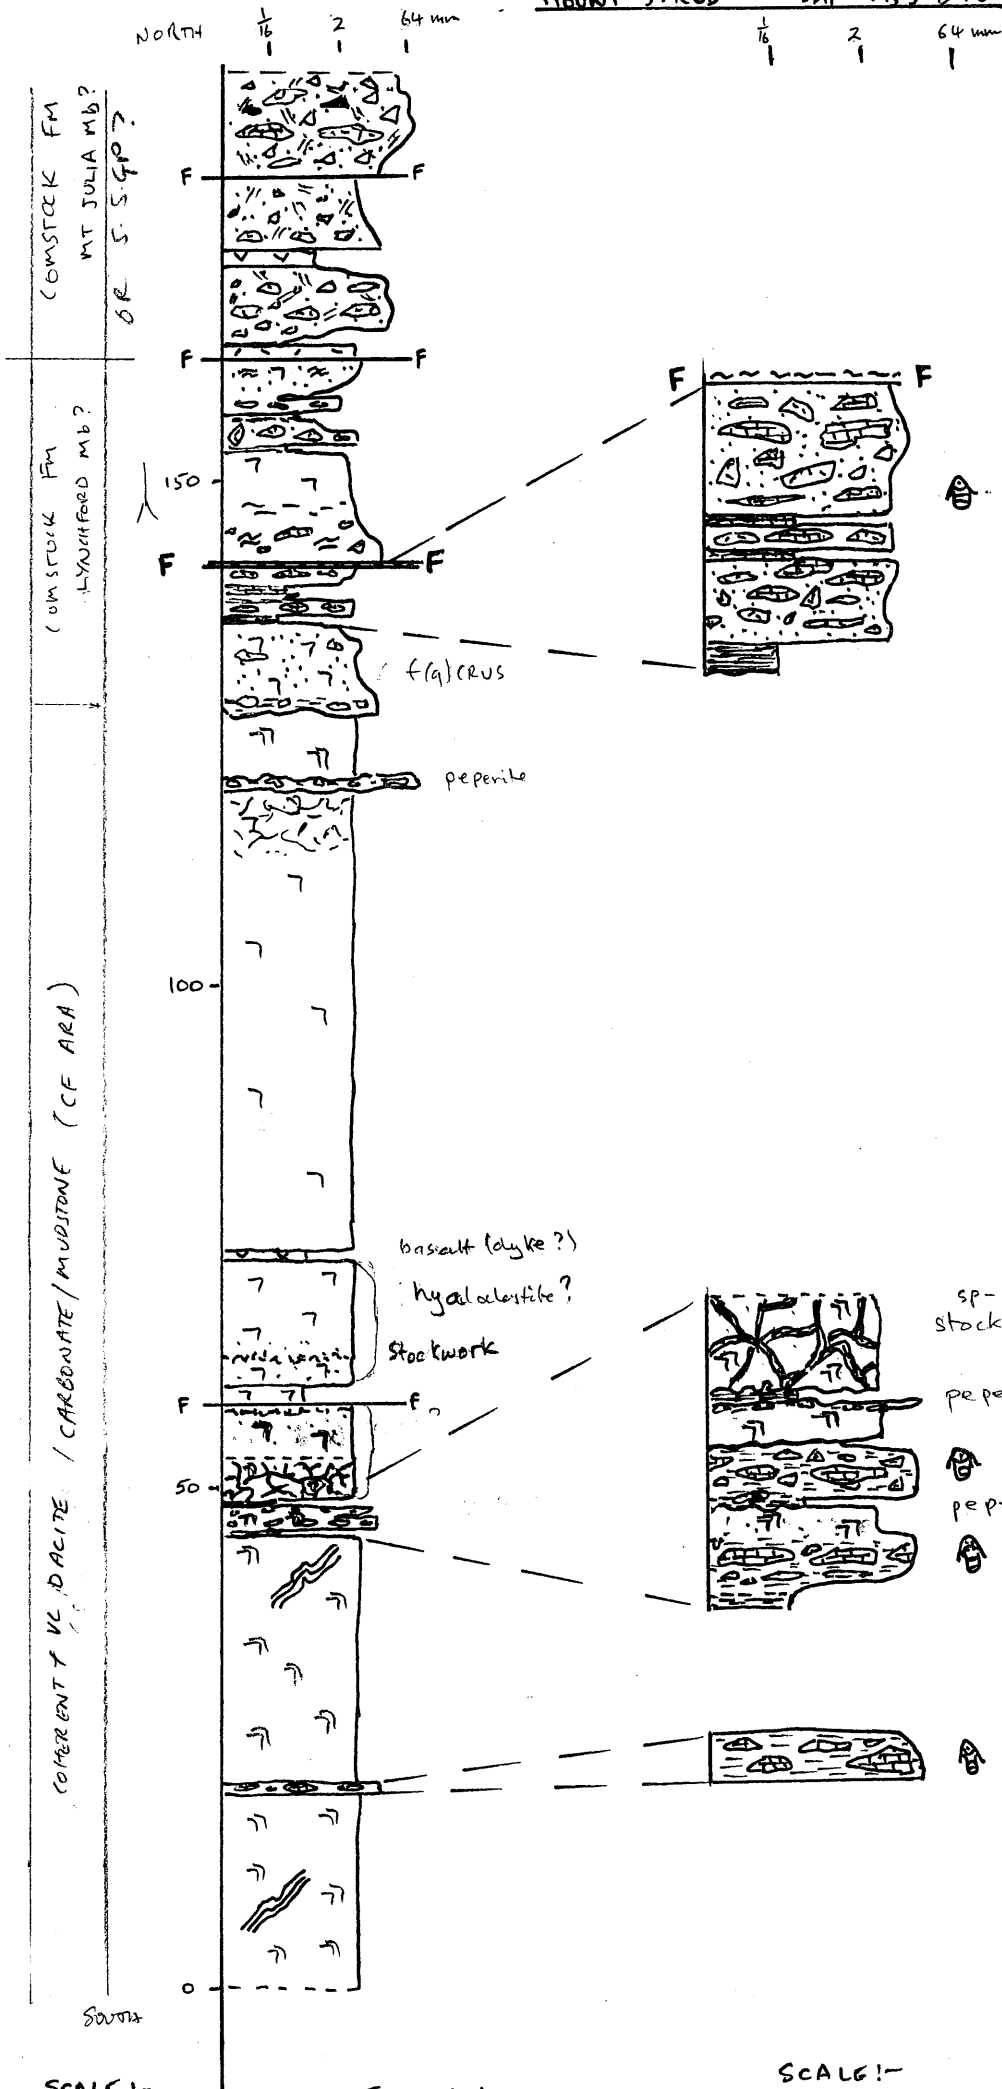 NORTH
1/16
2
64 mm
1/16
2
64 mm
COMSTOCK FM
MT JULIA Mb?
OR S.S.GP?
F
F
F
F
F
F
COMSTOCK FM
LYNCHFORD Mb?
150
F
F
f(q)CRVS
peperite
100
COHERENT & VC DACITE / CARBONATE/MUDSTONE (CF ARA)
basalt (dyke?)
hyaloclastite?
Stockwork
sp-
stock
F
F
pepe
50
pep
0
SOUTH
SCALE:-